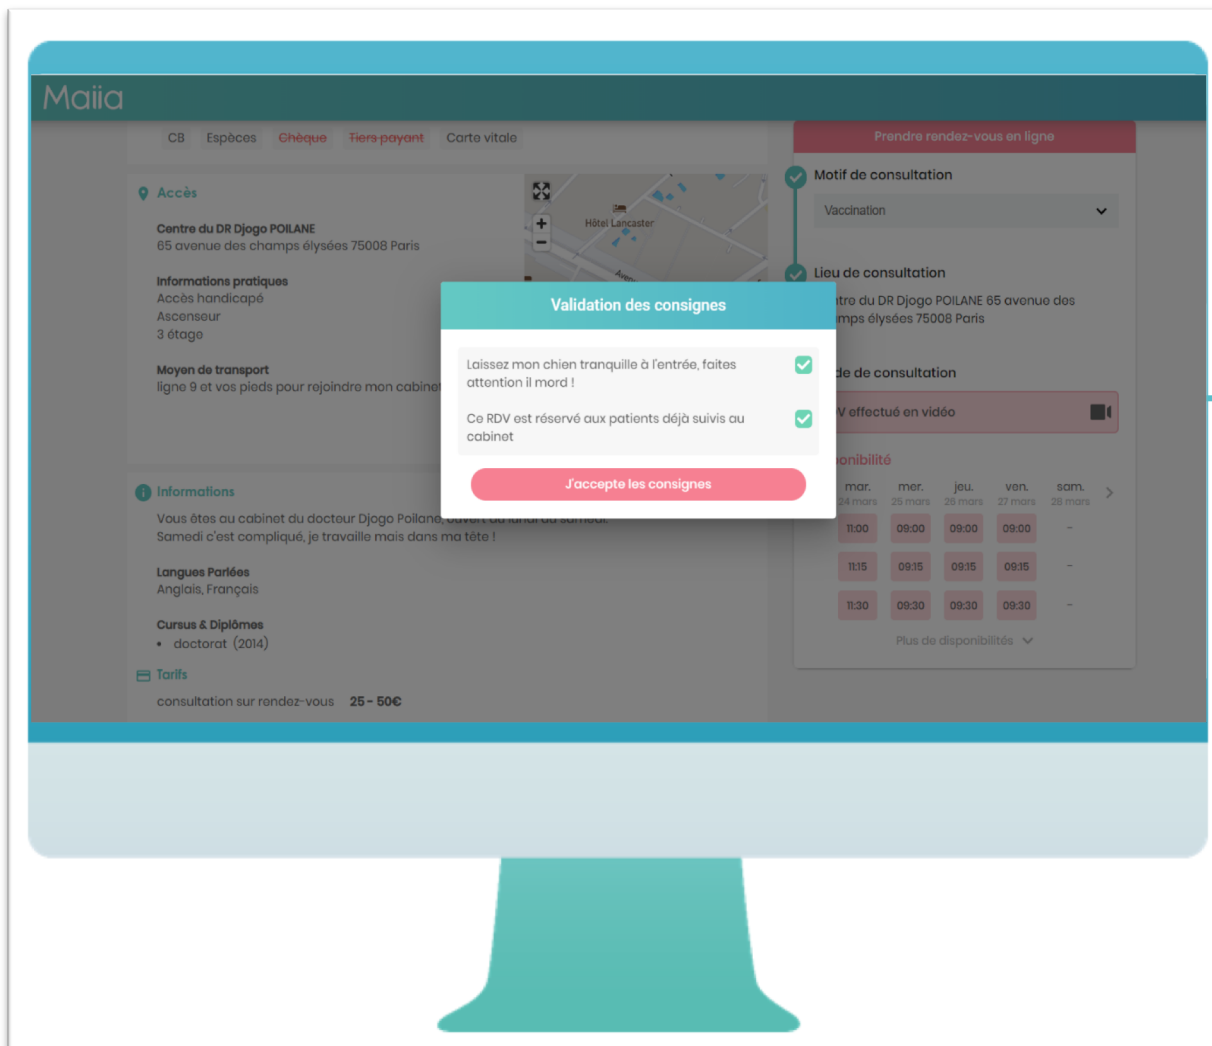 Maiia
CB Espèces Chèque Tiers payant Carte vitale
Accès
Centre du DR Djogo POILANE
65 avenue des champs élysées 75008 Paris
Informations pratiques
Accès handicapé
Ascenseur
3 étage
Moyen de transport
ligne 9 et vos pieds pour rejoindre mon cabinet
Hôtel Lancaster
+
−
Informations
Vous êtes au cabinet du docteur Djogo Poilane, ouvert du lundi au samedi.
Samedi c'est compliqué, je travaille mais dans ma tête !
Langues Parlées
Anglais, Français
Cursus & Diplômes
• doctorat (2014)
Tarifs
consultation sur rendez-vous 25 - 50€
Validation des consignes
Laissez mon chien tranquille à l'entrée, faites
attention il mord !
Ce RDV est réservé aux patients déjà suivis au
cabinet
J'accepte les consignes
Prendre rendez-vous en ligne
Motif de consultation
Vaccination
Lieu de consultation
ntre du DR Djogo POILANE 65 avenue des
mps élysées 75008 Paris
de de consultation
V effectué en vidéo
onibilité
mar. mer. jeu. ven. sam.
24 mars 25 mars 26 mars 27 mars 28 mars
11:00 09:00 09:00 09:00 -
11:15 09:15 09:15 09:15 -
11:30 09:30 09:30 09:30 -
Plus de disponibilités